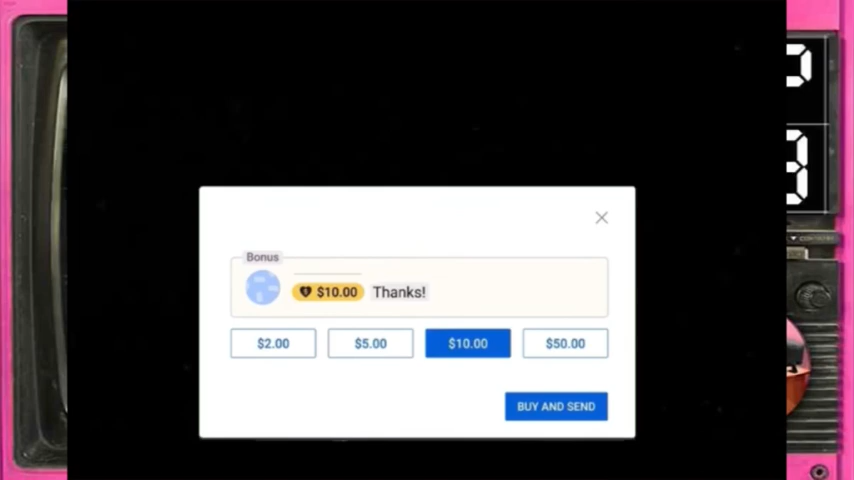 Bonus
$10.00 Thanks!
$2.00
$5.00
$10.00
$50.00
BUY AND SEND